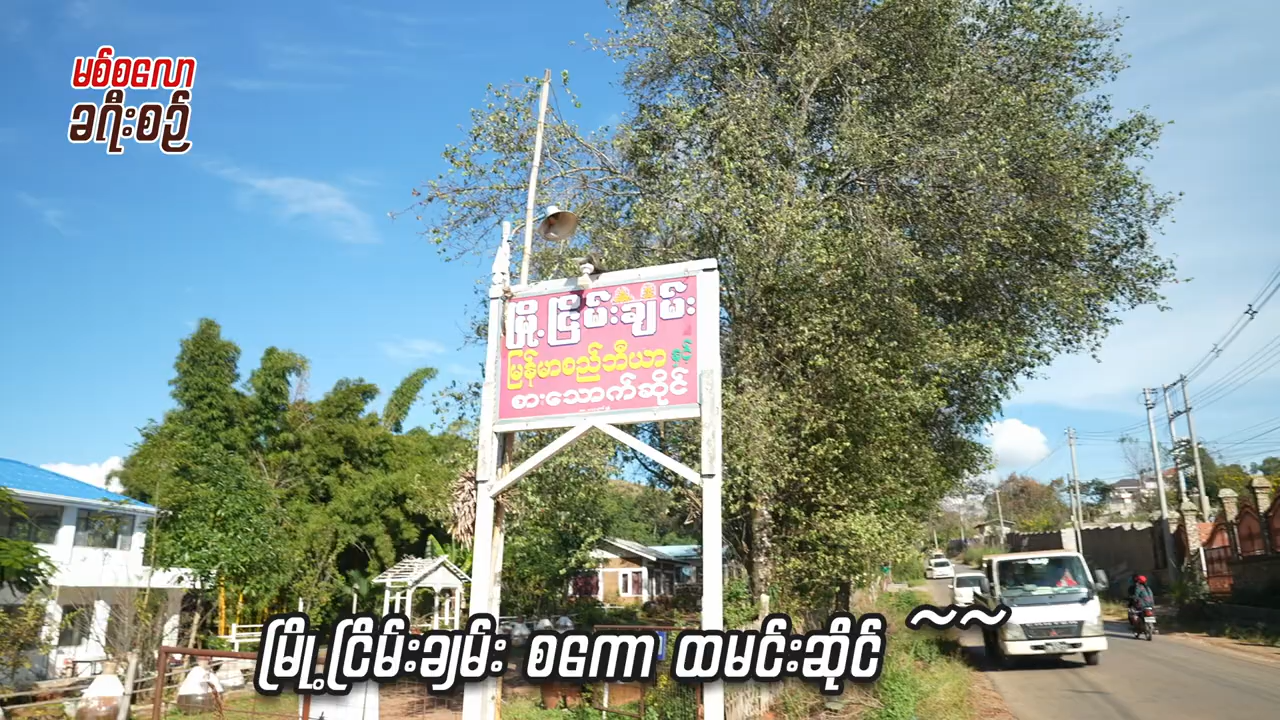 မစ်စလော
ခရီးစဉ်
မြို့ငြိမ်းချမ်း
မြန်မာစည်ဘီယာ နှင့်
စားသောက်ဆိုင်
မြို့ငြိမ်းချမ်း စကော ထမင်းဆိုင် ~~